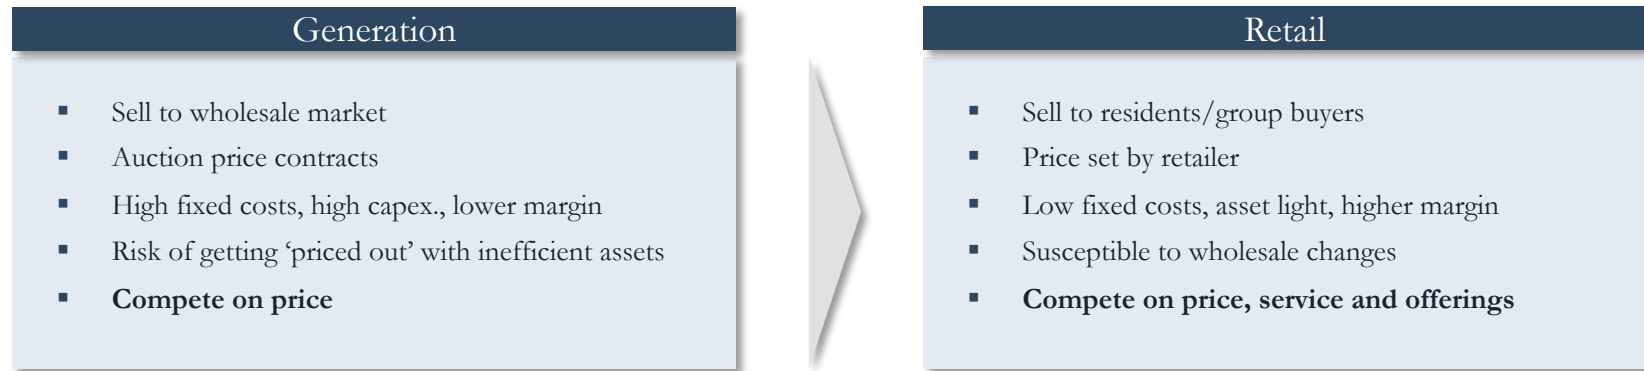 Generation
▪ Sell to wholesale market
▪ Auction price contracts
▪ High fixed costs, high capex., lower margin
▪ Risk of getting ‘priced out’ with inefficient assets
▪ Compete on price
Retail
▪ Sell to residents/group buyers
▪ Price set by retailer
▪ Low fixed costs, asset light, higher margin
▪ Susceptible to wholesale changes
▪ Compete on price, service and offerings